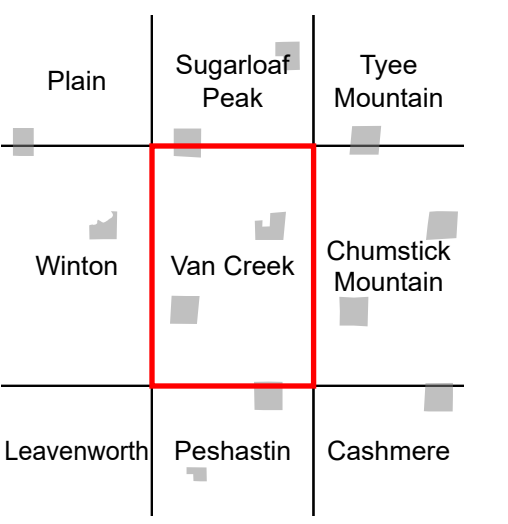 Plain
Sugarloaf
Peak
Tyee
Mountain
Winton
Van Creek
Chumstick
Mountain
Leavenworth
Peshastin
Cashmere